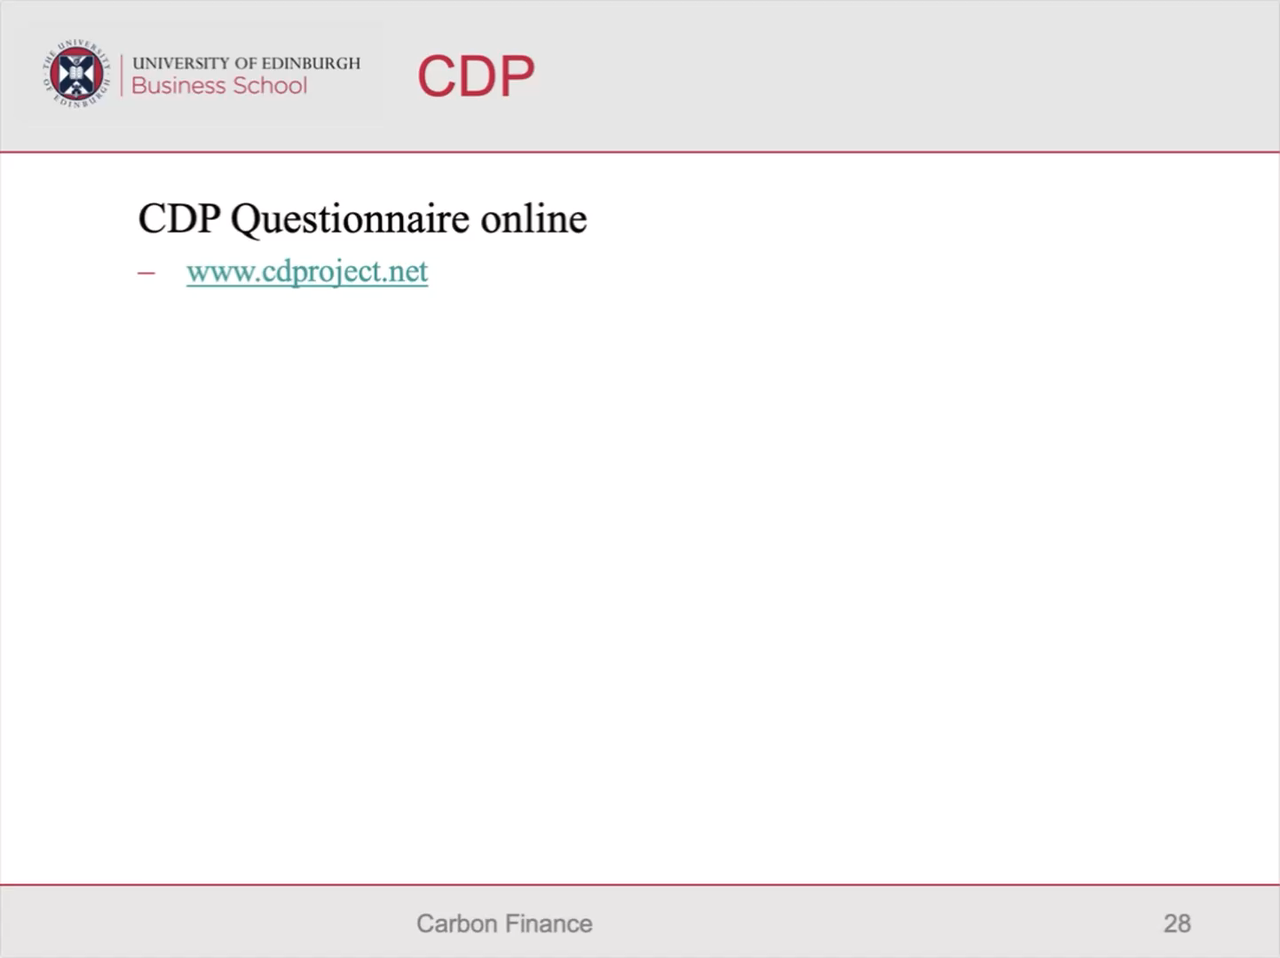 THE UNIVERSITY OF EDINBURGH
UNIVERSITY OF EDINBURGH
Business School
CDP
CDP Questionnaire online
– www.cdproject.net
Carbon Finance
28